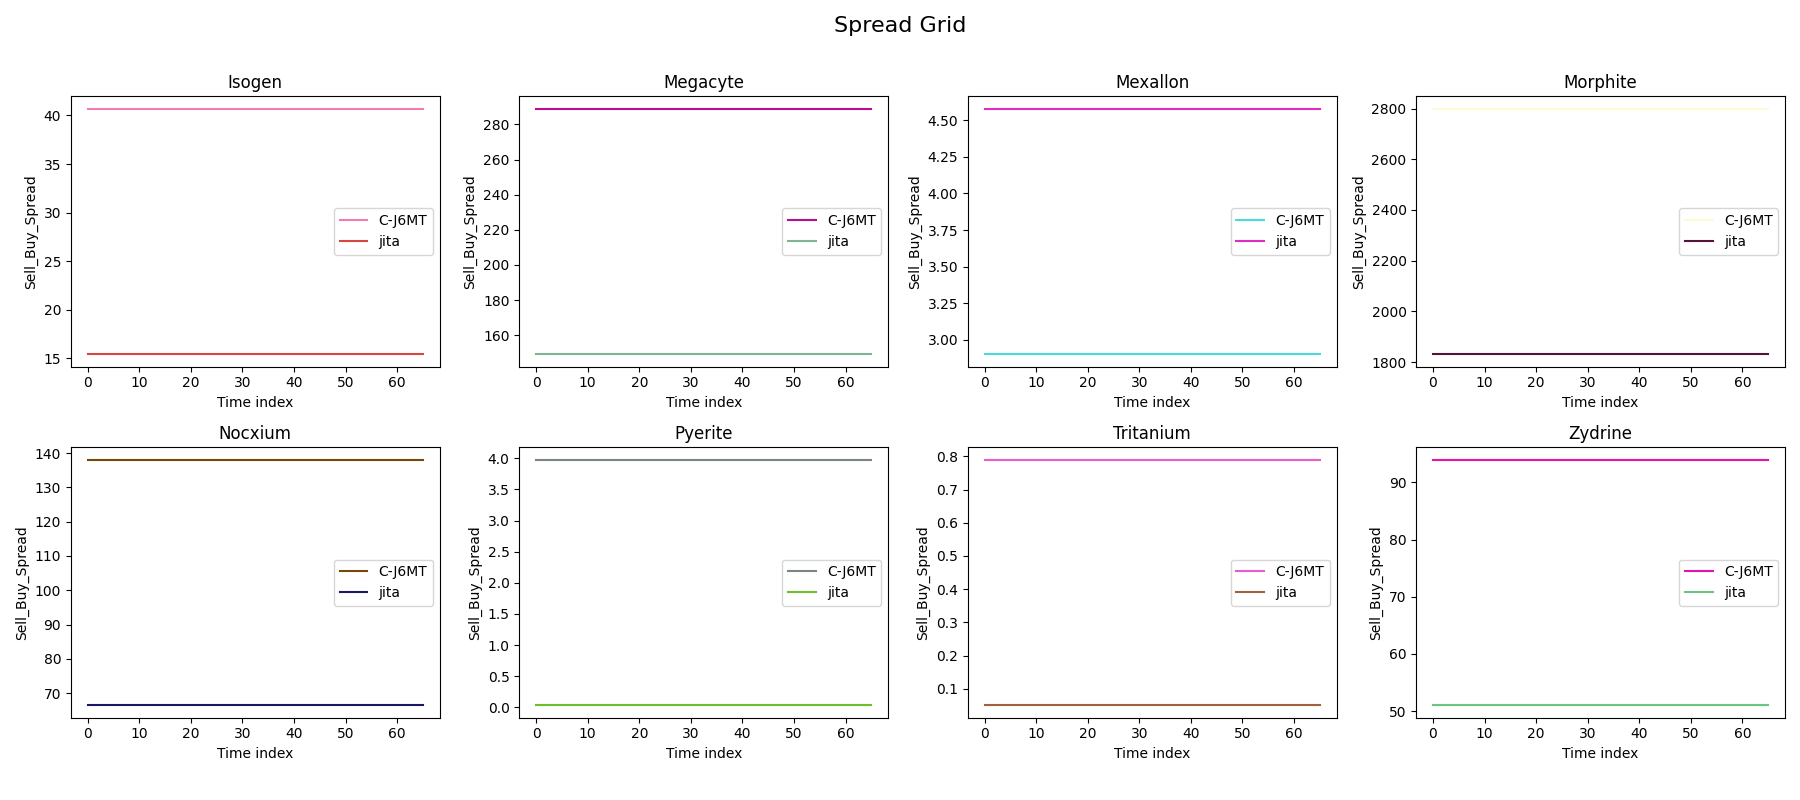 Spread Grid
Isogen
Sell_Buy_Spread
40
35
30
25
20
15
C-J6MT
jita
0 10 20 30 40 50 60
Time index
Megacyte
Sell_Buy_Spread
280
260
240
220
200
180
160
C-J6MT
jita
0 10 20 30 40 50 60
Time index
Mexallon
Sell_Buy_Spread
4.50
4.25
4.00
3.75
3.50
3.25
3.00
C-J6MT
jita
0 10 20 30 40 50 60
Time index
Morphite
Sell_Buy_Spread
2800
2600
2400
2200
2000
1800
C-J6MT
jita
0 10 20 30 40 50 60
Time index
Nocxium
Sell_Buy_Spread
140
130
120
110
100
90
80
70
C-J6MT
jita
0 10 20 30 40 50 60
Time index
Pyerite
Sell_Buy_Spread
4.0
3.5
3.0
2.5
2.0
1.5
1.0
0.5
0.0
C-J6MT
jita
0 10 20 30 40 50 60
Time index
Tritanium
Sell_Buy_Spread
0.8
0.7
0.6
0.5
0.4
0.3
0.2
0.1
C-J6MT
jita
0 10 20 30 40 50 60
Time index
Zydrine
Sell_Buy_Spread
90
80
70
60
50
C-J6MT
jita
0 10 20 30 40 50 60
Time index